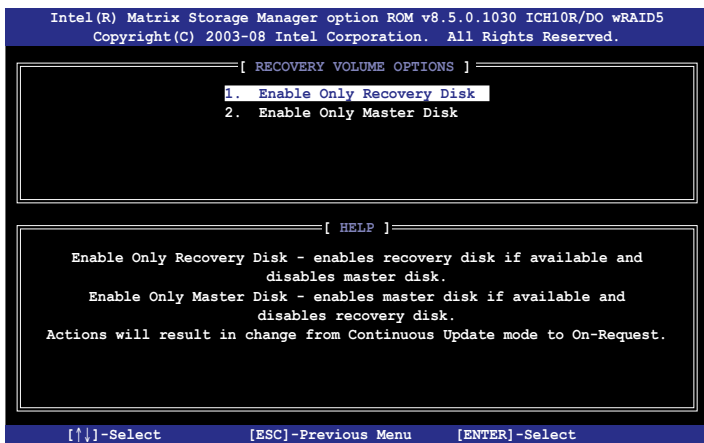 Intel(R) Matrix Storage Manager option ROM v8.5.0.1030 ICH10R/DO wRAID5
Copyright(C) 2003-08 Intel Corporation. All Rights Reserved.
[ RECOVERY VOLUME OPTIONS ]
1. Enable Only Recovery Disk
2. Enable Only Master Disk
[ HELP ]
Enable Only Recovery Disk - enables recovery disk if available and
disables master disk.
Enable Only Master Disk - enables master disk if available and
disables recovery disk.
Actions will result in change from Continuous Update mode to On-Request.
[↑↓]-Select [ESC]-Previous Menu [ENTER]-Select